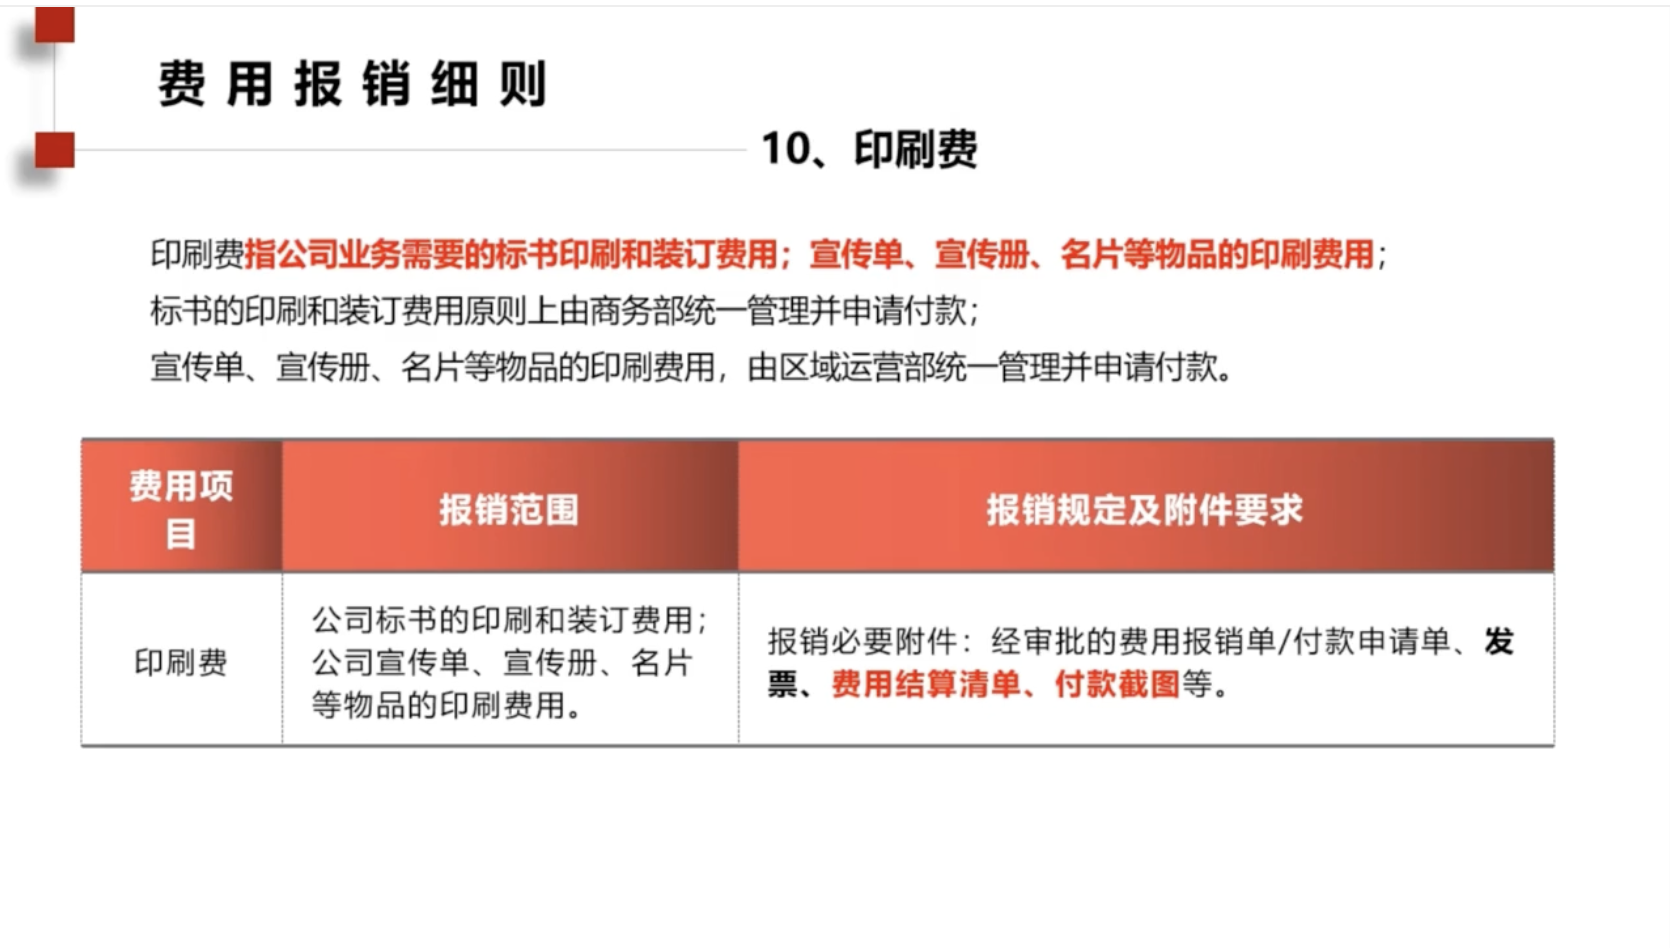 费用报销细则
10、印刷费
印刷费指公司业务需要的标书印刷和装订费用；宣传单、宣传册、名片等物品的印刷费用；
标书的印刷和装订费用原则上由商务部统一管理并申请付款；
宣传单、宣传册、名片等物品的印刷费用，由区域运营部统一管理并申请付款。
费用项
目
报销范围
报销规定及附件要求
印刷费
公司标书的印刷和装订费用；
公司宣传单、宣传册、名片
等物品的印刷费用。
报销必要附件：经审批的费用报销单/付款申请单、发
票、费用结算清单、付款截图等。